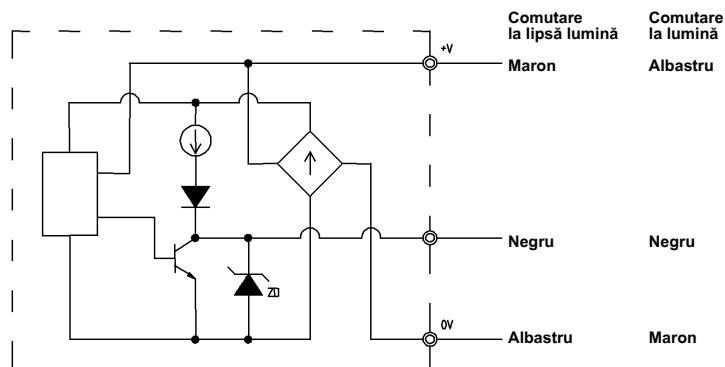 Comutare
la lipsă lumină
Comutare
la lumină
+V
Maron
Albastru
Negru
Negru
ZD
0V
Albastru
Maron